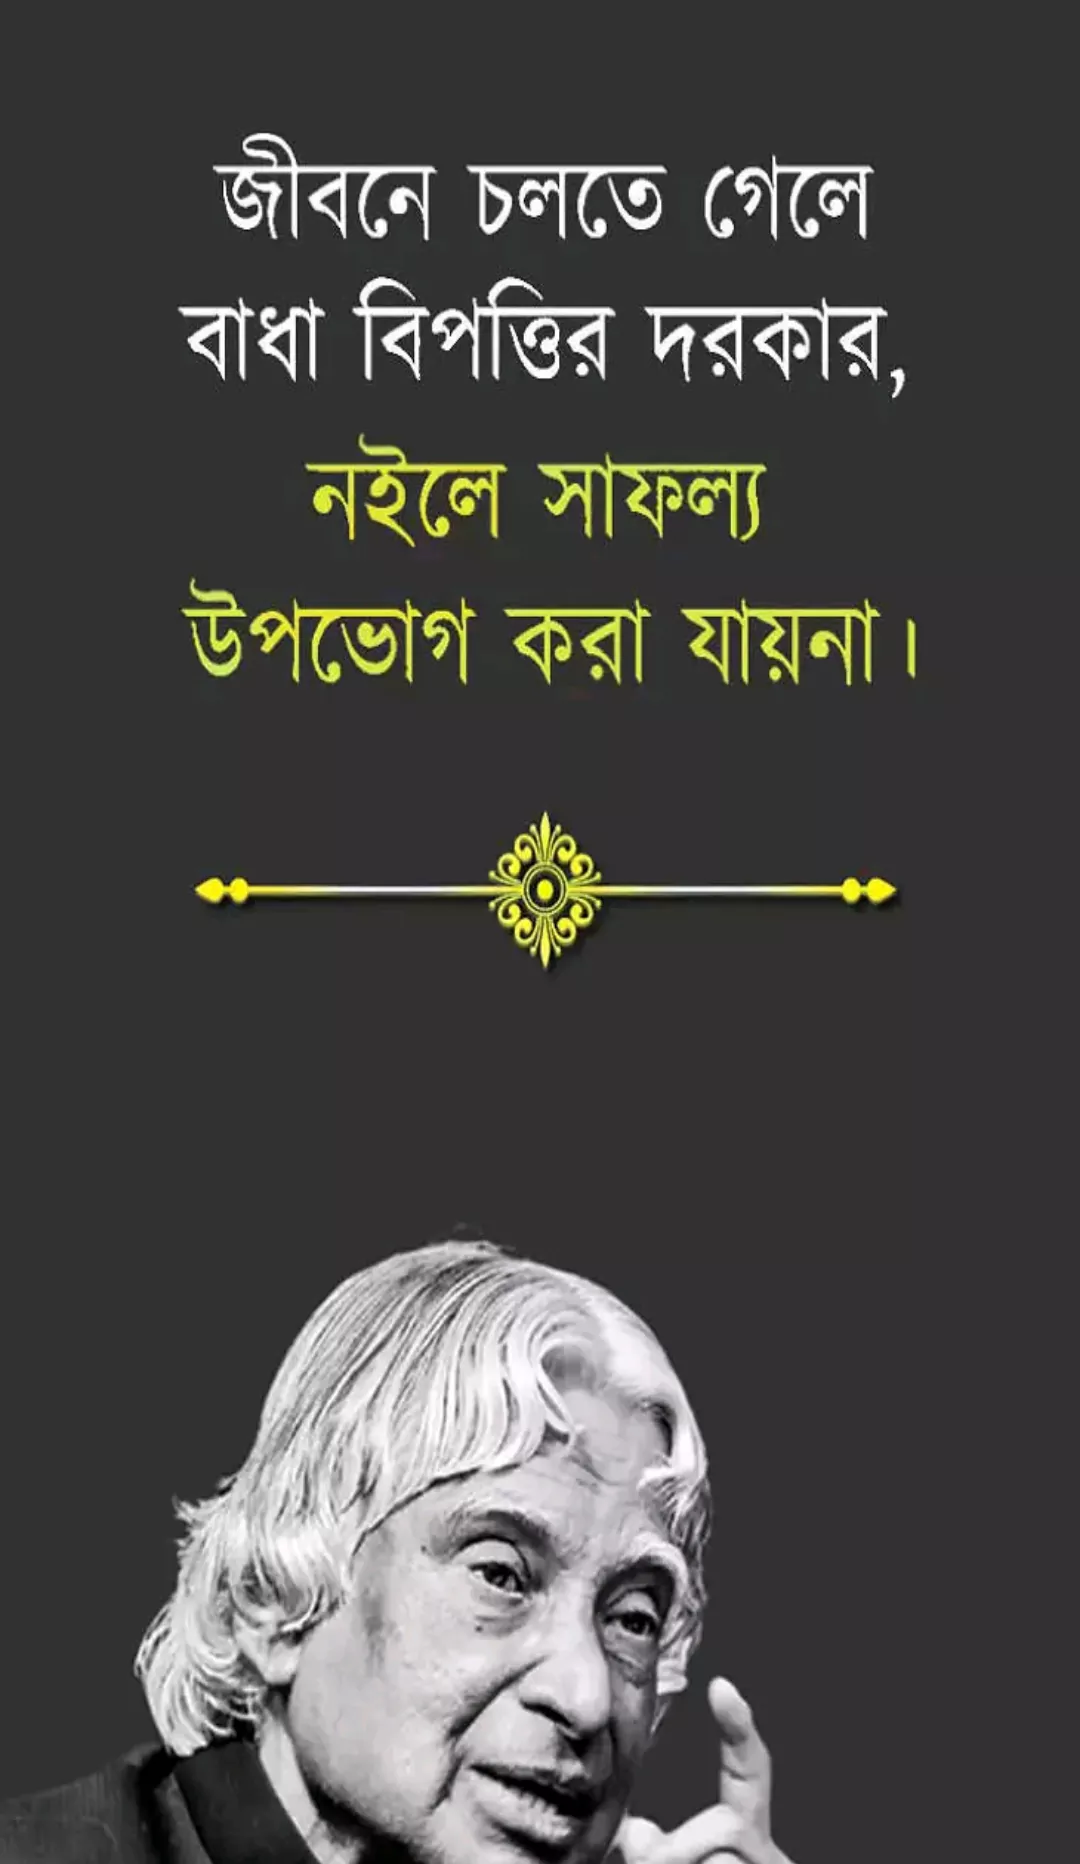 জীবনে চলতে গেলে
বাধা বিপত্তির দরকার,
নইলে সাফল্য
উপভোগ করা যায়না।